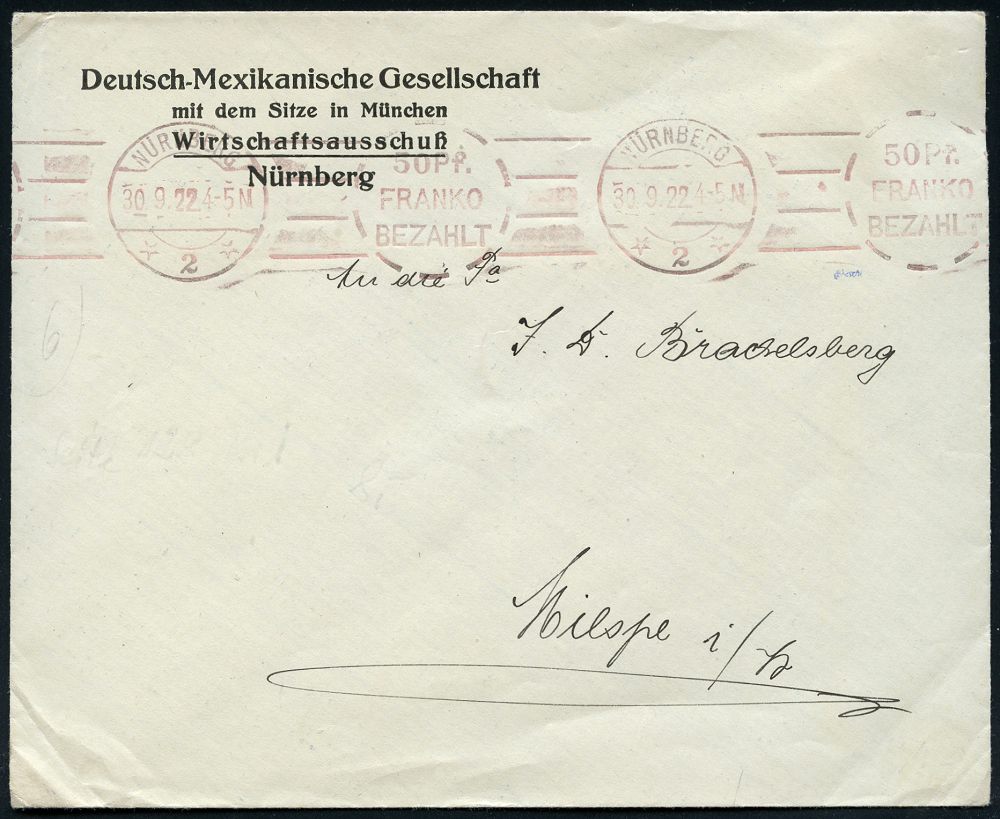 Deutsch-Mexikanische Gesellschaft
mit dem Sitze in München
Wirtschaftsausschuß
Nürnberg
NÜRNBERG
30.9.22.4-5N
2
50Pf.
FRANKO
BEZAHLT
NÜRNBERG
30.9.22.4-5N
2
50Pf.
FRANKO
BEZAHLT
An die Fa
J. D. Brachelsberg
Milspe i/W